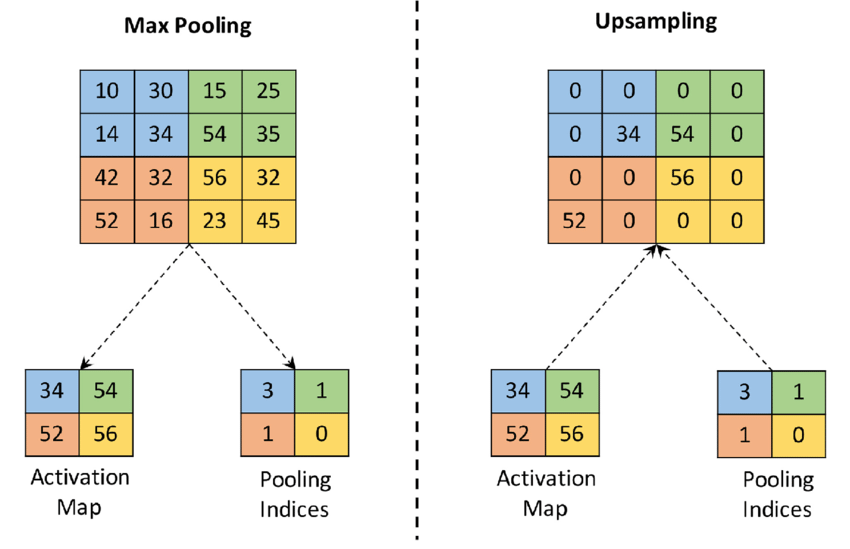 Max Pooling
10 30 15 25
14 34 54 35
42 32 56 32
52 16 23 45
34 54
52 56
Activation
Map
3 1
1 0
Pooling
Indices
Upsampling
0 0 0 0
0 34 54 0
0 0 56 0
52 0 0 0
34 54
52 56
Activation
Map
3 1
1 0
Pooling
Indices